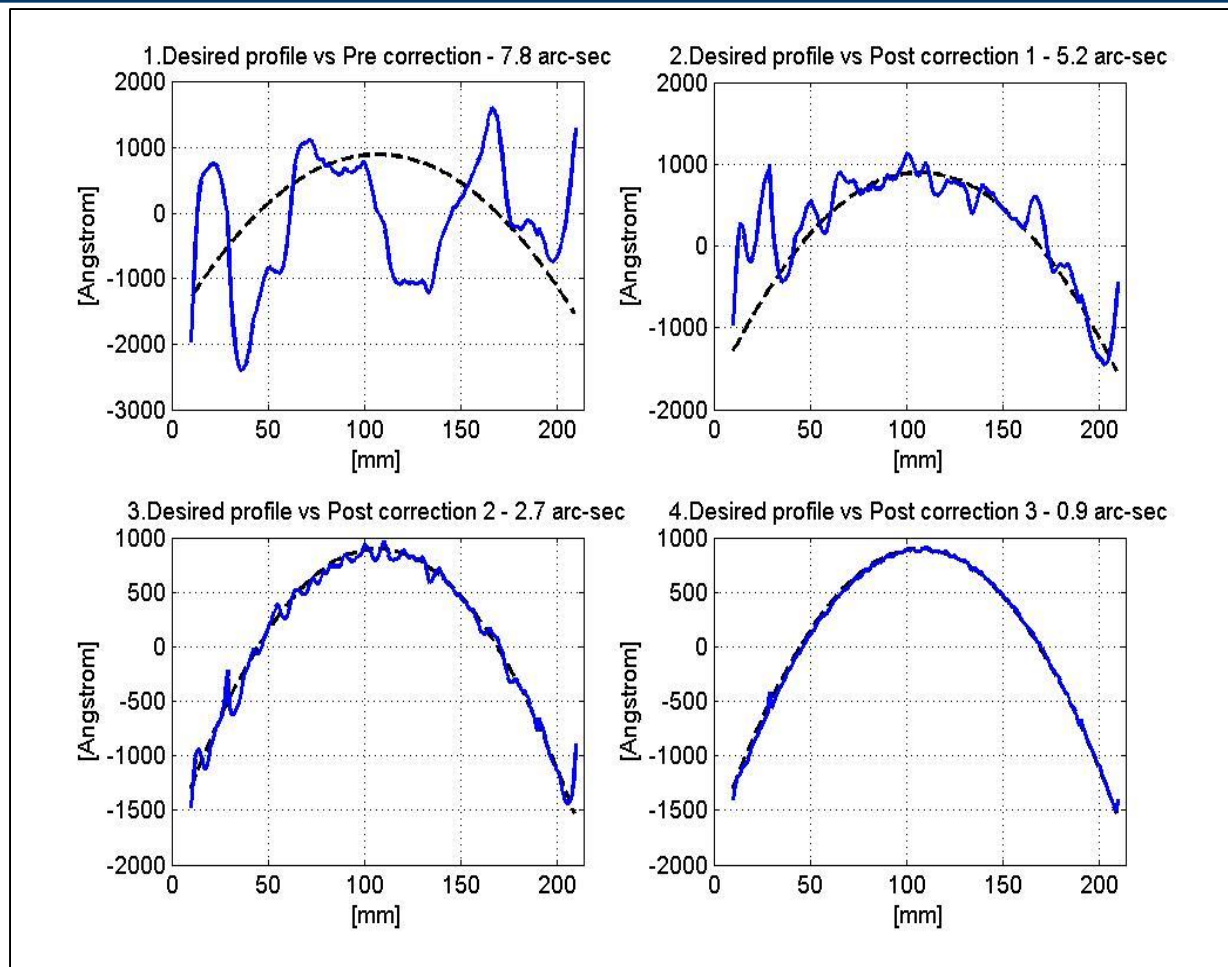 1.Desired profile vs Pre correction - 7.8 arc-sec
2000
1000
0
-1000
-2000
-3000
[Angstrom]
0 50 100 150 200
[mm]
2.Desired profile vs Post correction 1 - 5.2 arc-sec
2000
1000
0
-1000
-2000
[Angstrom]
0 50 100 150 200
[mm]
3.Desired profile vs Post correction 2 - 2.7 arc-sec
1000
500
0
-500
-1000
-1500
-2000
[Angstrom]
0 50 100 150 200
[mm]
4.Desired profile vs Post correction 3 - 0.9 arc-sec
1000
500
0
-500
-1000
-1500
-2000
[Angstrom]
0 50 100 150 200
[mm]